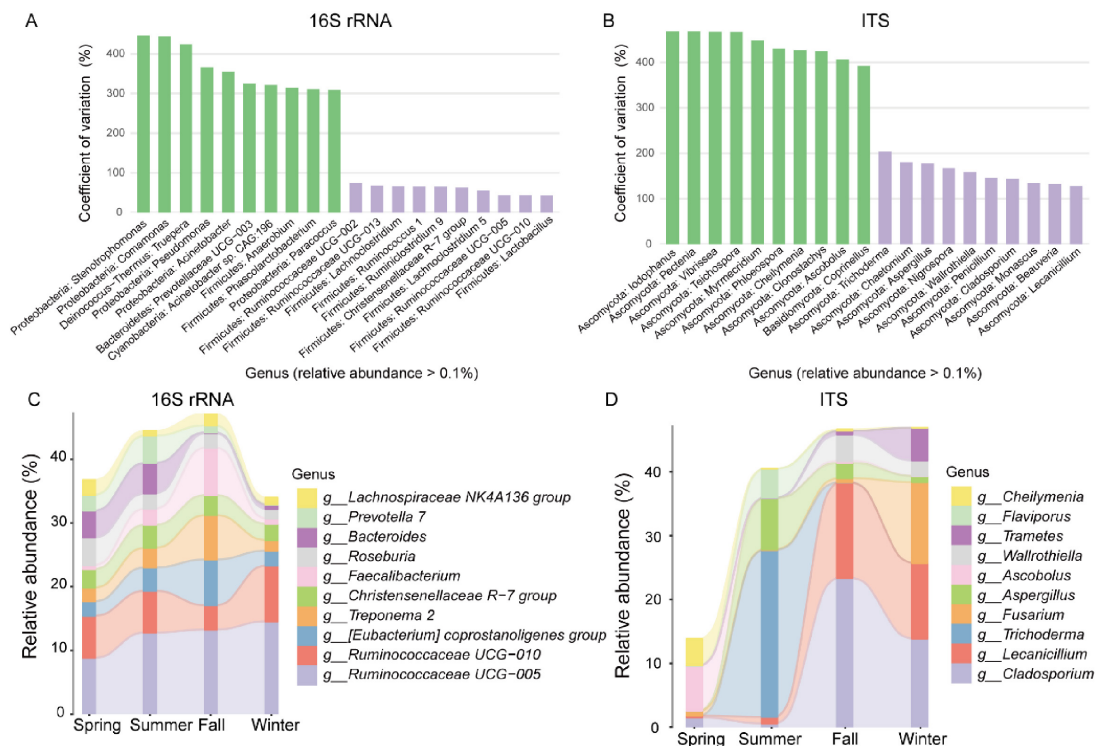 A
16S rRNA
Coefficient of variation (%)
400
300
200
100
0
Proteobacteria: Stenotrophomonas
Proteobacteria: Comamonas
Deinococcus-Thermus: Truepera
Proteobacteria: Pseudomonas
Proteobacteria: Acinetobacter
Bacteroidetes: Prevotellaceae UCG-003
Cyanobacteria: Acinetobacter sp. CAG:196
Firmicutes: Anaerobium
Proteobacteria: Phascolarctobacterium
Proteobacteria: Paracoccus
Firmicutes: Ruminococcaceae UCG-002
Firmicutes: Ruminococcaceae UCG-013
Firmicutes: Lachnoclostridium
Firmicutes: Ruminococcus 1
Firmicutes: Ruminiclostridium 9
Firmicutes: Christensenellaceae R-7 group
Firmicutes: Lachnoclostridium 5
Firmicutes: Ruminococcaceae UCG-005
Firmicutes: Ruminococcaceae UCG-010
Firmicutes: Lactobacillus
Genus (relative abundance > 0.1%)
B
ITS
Coefficient of variation (%)
400
300
200
100
0
Ascomycota: Iodophanus
Ascomycota: Pectenia
Ascomycota: Vibrissea
Ascomycota: Teichospora
Ascomycota: Myrmecridium
Ascomycota: Phloeospora
Ascomycota: Cheilymenia
Ascomycota: Clonostachys
Ascomycota: Ascobolus
Basidiomycota: Coprinellus
Ascomycota: Trichoderma
Ascomycota: Chaetomium
Ascomycota: Aspergillus
Ascomycota: Nigrospora
Ascomycota: Wallrothiella
Ascomycota: Penicillium
Ascomycota: Cladosporium
Ascomycota: Monascus
Ascomycota: Beauveria
Ascomycota: Lecanicillium
Genus (relative abundance > 0.1%)
C
16S rRNA
Relative abundance (%)
40
30
20
10
0
Spring
Summer
Fall
Winter
Genus
g__Lachnospiraceae NK4A136 group
g__Prevotella 7
g__Bacteroides
g__Roseburia
g__Faecalibacterium
g__Christensenellaceae R−7 group
g__Treponema 2
g__[Eubacterium] coprostanoligenes group
g__Ruminococcaceae UCG−010
g__Ruminococcaceae UCG−005
D
ITS
Relative abundance (%)
40
30
20
10
0
Spring
Summer
Fall
Winter
Genus
g__Cheilymenia
g__Flaviporus
g__Trametes
g__Wallrothiella
g__Ascobolus
g__Aspergillus
g__Fusarium
g__Trichoderma
g__Lecanicillium
g__Cladosporium